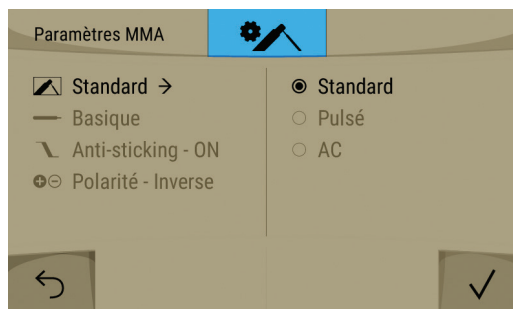 Paramètres MMA
Standard →
Basique
Anti-sticking - ON
Polarité - Inverse
Standard
Pulsé
AC